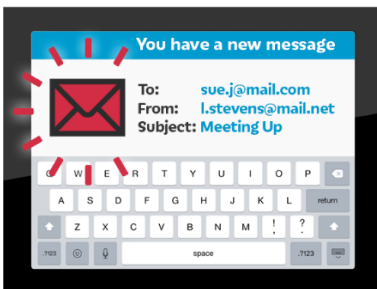 You have a new message
To: sue.j@mail.com
From: l.stevens@mail.net
Subject: Meeting Up
W E R T Y U I O P
A S D F G H J K L return
Z X C V B N M ! , ? .
.?123 space .?123